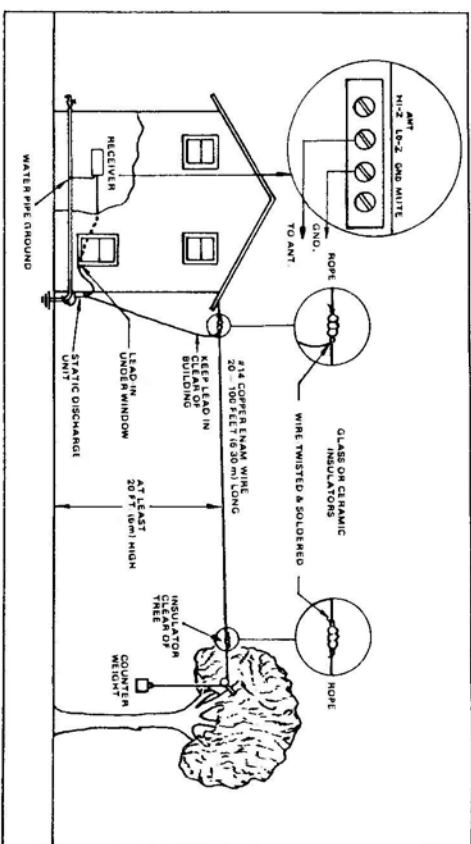 ANT
HI-Z LO-Z GND MUTE
GND.
TO ANT.
ROPE
GLASS OR CERAMIC
INSULATORS
WIRE TWISTED & SOLDERED
ROPE
RECEIVER
WATER PIPE GROUND
KEEP LEAD IN
CLEAR OF
BUILDING
LEAD-IN
UNDER WINDOW
STATIC DISCHARGE
UNIT
#14 COPPER ENAM WIRE
20 – 100 FEET (6 30 m) LONG
AT LEAST
20 FT. (6m) HIGH
INSULATOR
CLEAR OF
TREE
COUNTER
WEIGHT